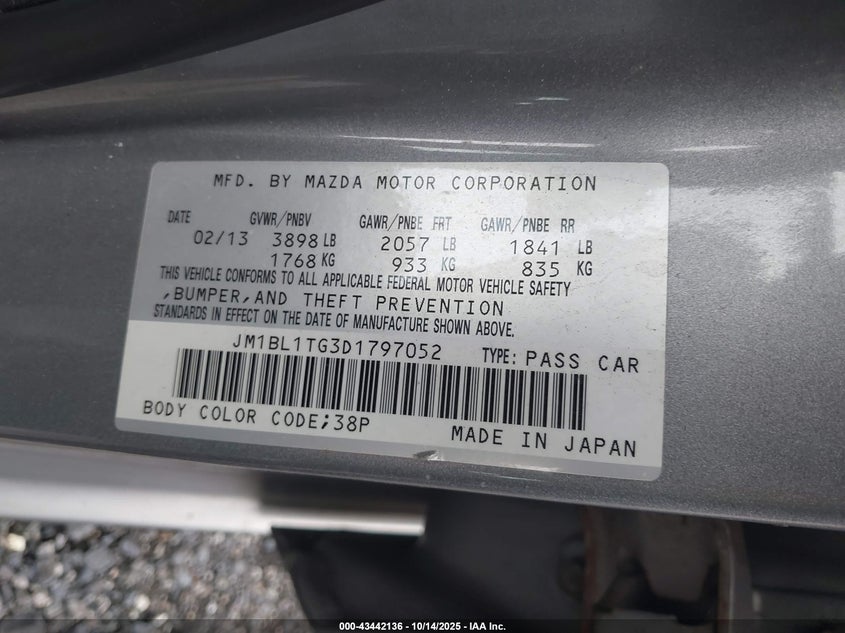 MFD. BY MAZDA MOTOR CORPORATION
DATE GVWR/PNBV GAWR/PNBE FRT GAWR/PNBE RR
02/13 3898 LB 2057 LB 1841 LB
1768 KG 933 KG 835 KG
THIS VEHICLE CONFORMS TO ALL APPLICABLE FEDERAL MOTOR VEHICLE SAFETY
,BUMPER,AND THEFT PREVENTION
STANDARDS IN EFFECT ON THE DATE OF MANUFACTURE SHOWN ABOVE.
JM1BL1TG3D1797052 TYPE: PASS CAR
BODY COLOR CODE;38P MADE IN JAPAN
000-43442136 - 10/14/2025 - IAA Inc.